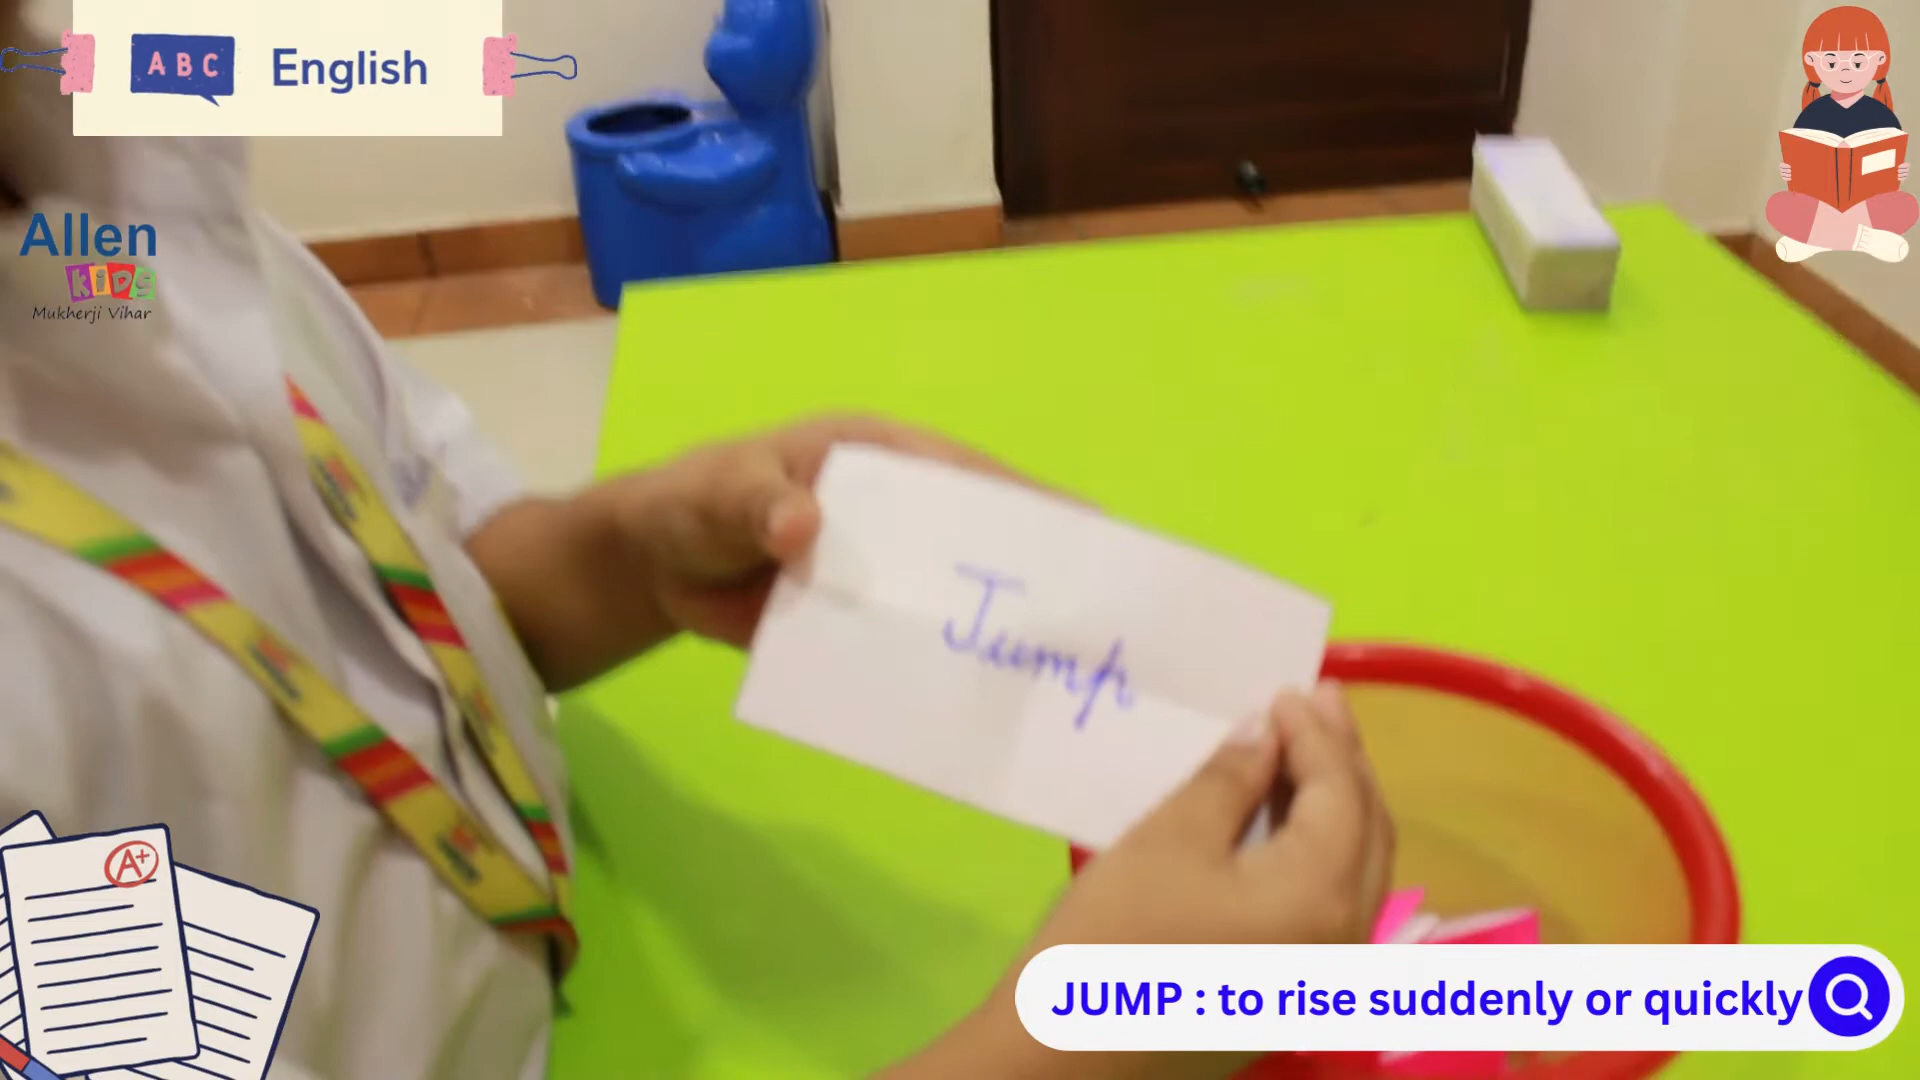 ABC
English
Allen
KIDS
Mukherji Vihar
Jump
A+
JUMP : to rise suddenly or quickly